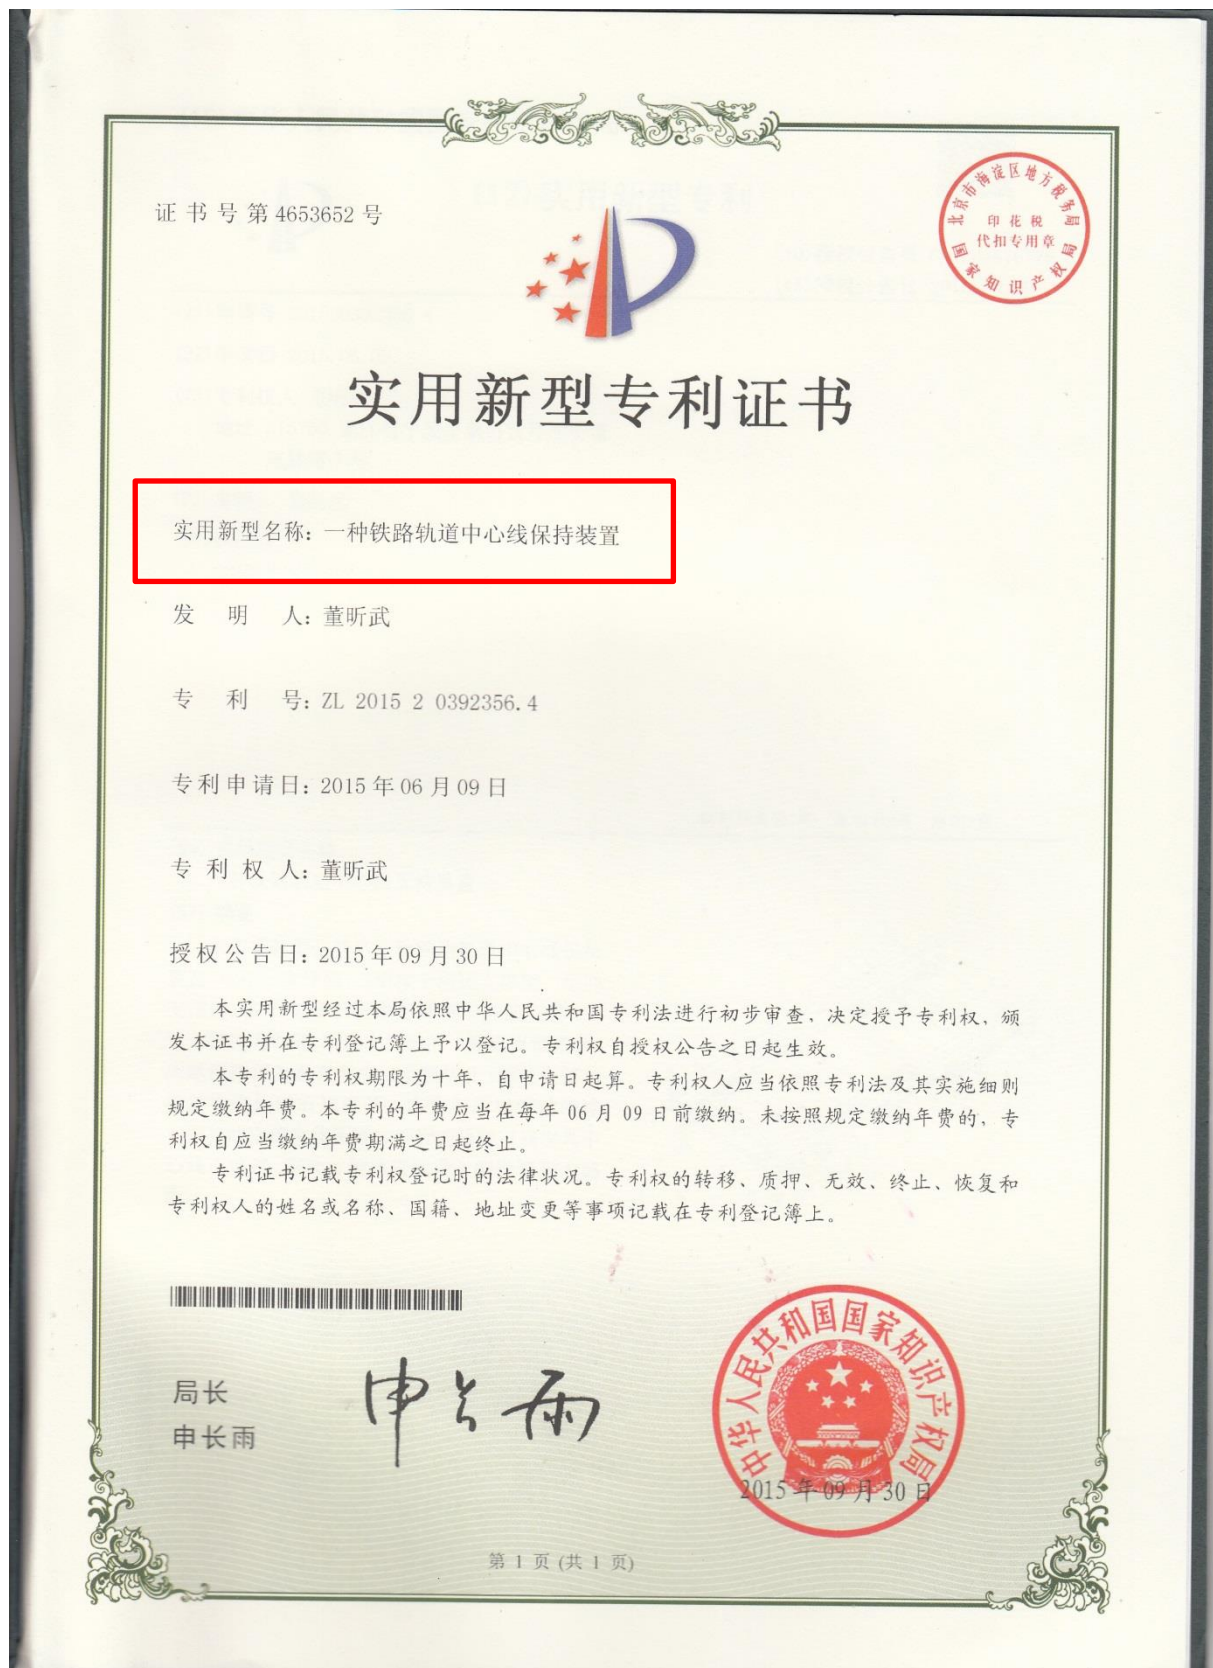 证书号第4653652号
北京市海淀区地方税务局
印花税
代扣专用章
国家知识产权局
实用新型专利证书
实用新型名称：一种铁路轨道中心线保持装置
发明人：董昕武
专利号：ZL 2015 2 0392356.4
专利申请日：2015年06月09日
专利权人：董昕武
授权公告日：2015年09月30日
本实用新型经过本局依照中华人民共和国专利法进行初步审查，决定授予专利权，颁
发本证书并在专利登记簿上予以登记。专利权自授权公告之日起生效。
本专利的专利权期限为十年，自申请日起算。专利权人应当依照专利法及其实施细则
规定缴纳年费。本专利的年费应当在每年06月09日前缴纳。未按照规定缴纳年费的，专
利权自应当缴纳年费期满之日起终止。
专利证书记载专利权登记时的法律状况。专利权的转移、质押、无效、终止、恢复和
专利权人的姓名或名称、国籍、地址变更等事项记载在专利登记簿上。
局长
申长雨
申长雨
中华人民共和国国家知识产权局
2015年09月30日
第1页(共1页)